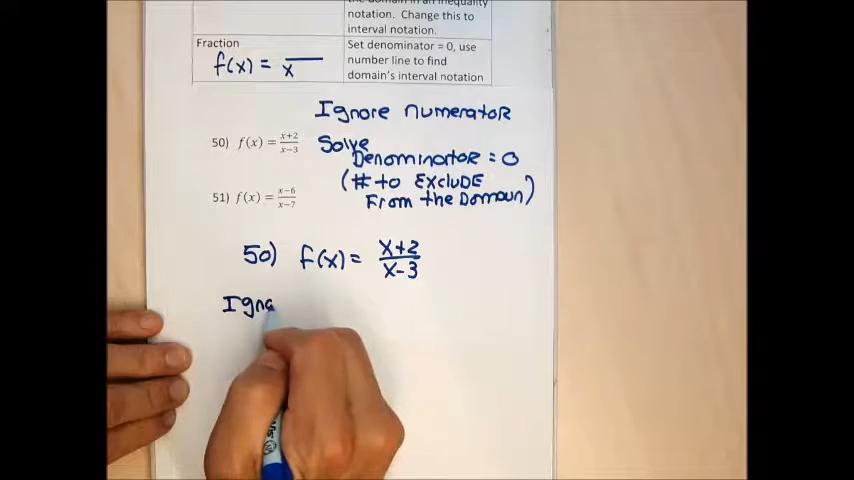 the domain in an inequality
notation. Change this to
interval notation.
Fraction
f(x) = — x
Set denominator = 0, use
number line to find
domain's interval notation
Ignore numerator
50) f(x) = x+2 / x−3
Solve
Denominator = 0
(# to Exclude
From the Domain)
51) f(x) = x−6 / x−7
50) f(x) = x+2 / x-3
Igno